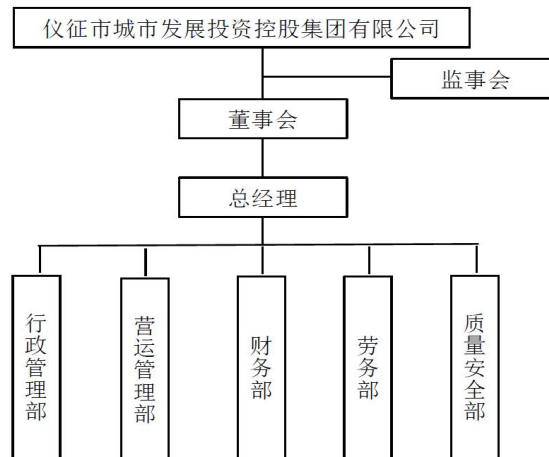 仪征市城市发展投资控股集团有限公司
监事会
董事会
总经理
行政管理部
营运管理部
财务部
劳务部
质量安全部